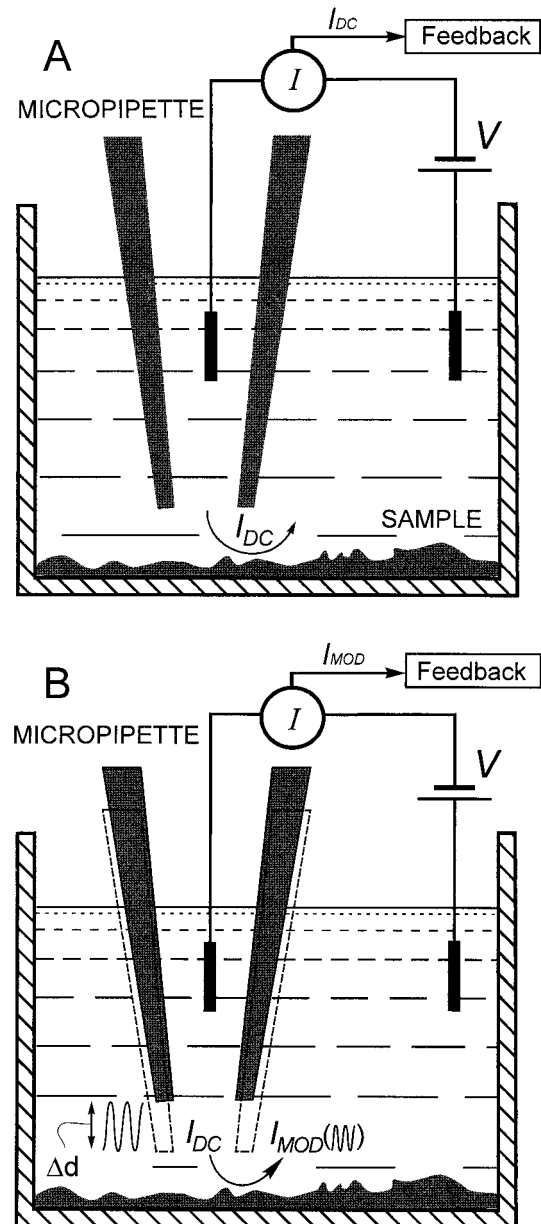 A
I_DC
Feedback
I
MICROPIPETTE
V
I_DC
SAMPLE
B
I_MOD
Feedback
I
MICROPIPETTE
V
I_DC
I_MOD
Δd